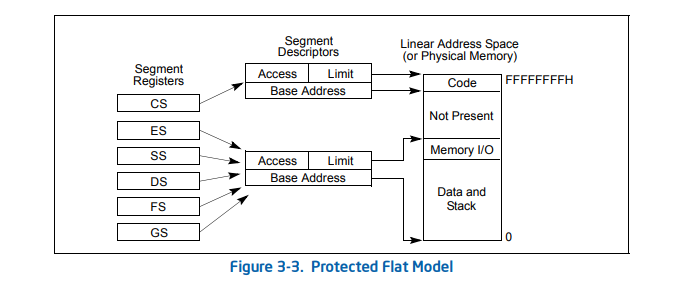 Segment
Registers
CS
ES
SS
DS
FS
GS
Segment
Descriptors
Access Limit
Base Address
Access Limit
Base Address
Linear Address Space
(or Physical Memory)
Code FFFFFFFFH
Not Present
Memory I/O
Data and
Stack
0
Figure 3-3. Protected Flat Model